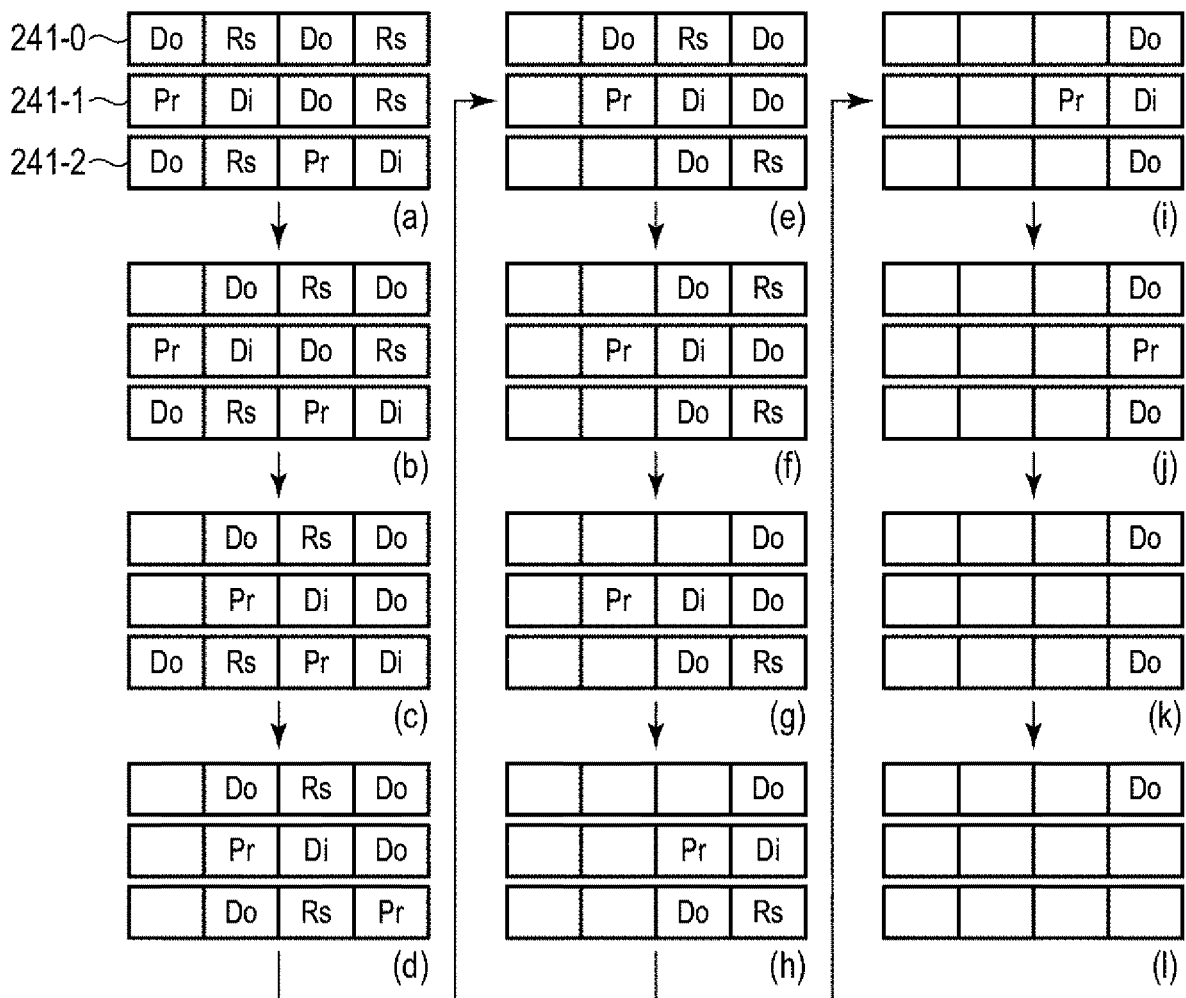 241-0 Do Rs Do Rs
241-1 Pr Di Do Rs
241-2 Do Rs Pr Di
(a)
Do Rs Do
Pr Di Do Rs
Do Rs Pr Di
(b)
Do Rs Do
Pr Di Do
Do Rs Pr Di
(c)
Do Rs Do
Pr Di Do
Do Rs Pr
(d)
Do Rs Do
Pr Di Do
Do Rs
(e)
Do Rs
Pr Di Do
Do Rs
(f)
Do
Pr Di Do
Do Rs
(g)
Do
Pr Di
Do Rs
(h)
Do
Pr Di
Do
(i)
Do
Pr
Do
(j)
Do
Do
(k)
Do
(l)